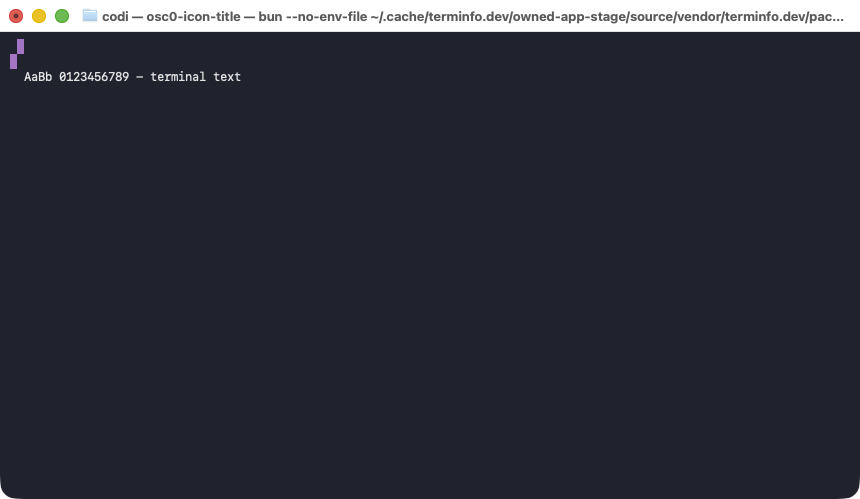 codi — osc0-icon-title — bun --no-env-file ~/.cache/terminfo.dev/owned-app-stage/source/vendor/terminfo.dev/pac...
AaBb 0123456789 — terminal text